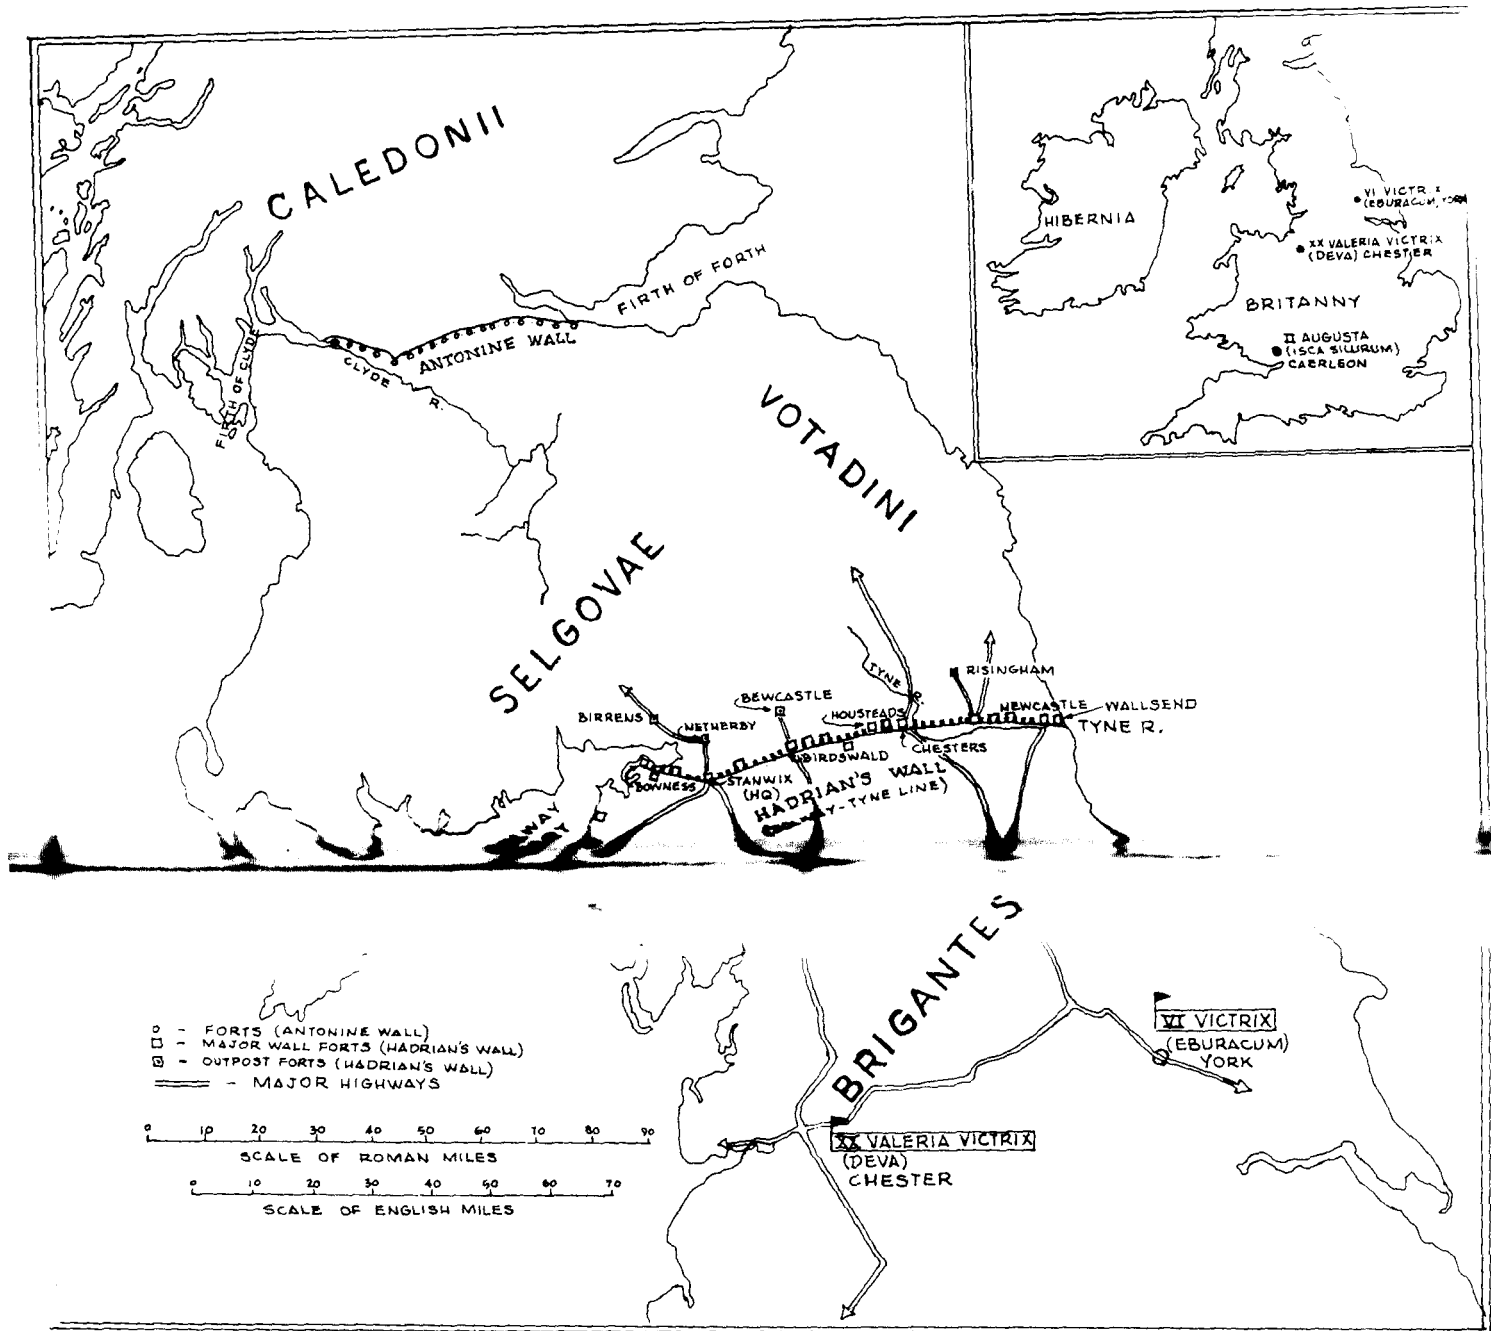 CALEDONII
FIRTH OF FORTH
ANTONINE WALL
CLYDE R.
FIRTH OF CLYDE
VOTADINI
SELGOVAE
HIBERNIA
VI VICTRIX
(EBURACUM, YORK
XX VALERIA VICTRIX
(DEVA) CHESTER
BRITANNY
II AUGUSTA
(ISCA SILURUM)
CAERLEON
TYNE R.
RISINGHAM
BEWCASTLE
BIRRENS
NETHERBY
HOUSTEADS
NEWCASTLE
WALLSEND
TYNE R.
CHESTERS
BIRDSWALD
BOWNESS
STANWIX
(HQ)
HADRIAN'S WALL
-TYNE LINE)
BRIGANTES
VI VICTRIX
(EBURACUM)
YORK
XX VALERIA VICTRIX
(DEVA)
CHESTER
o - FORTS (ANTONINE WALL)
□ - MAJOR WALL FORTS (HADRIAN'S WALL)
⊡ - OUTPOST FORTS (HADRIAN'S WALL)
- MAJOR HIGHWAYS
0 10 20 30 40 50 60 70 80 90
SCALE OF ROMAN MILES
0 10 20 30 40 50 60 70
SCALE OF ENGLISH MILES